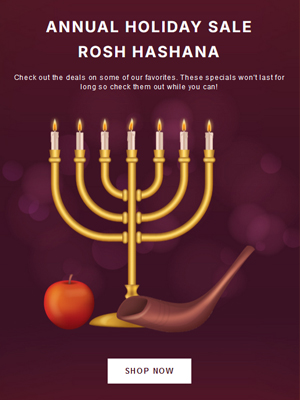 ANNUAL HOLIDAY SALE
ROSH HASHANA
Check out the deals on some of our favorites. These specials won't last for
long so check them out while you can!
SHOP NOW